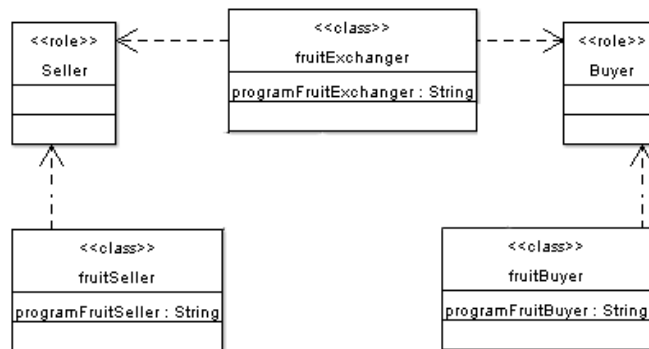 <<role>>
Seller
<<class>>
fruitExchanger
programFruitExchanger : String
<<role>>
Buyer
<<class>>
fruitSeller
programFruitSeller : String
<<class>>
fruitBuyer
programFruitBuyer : String